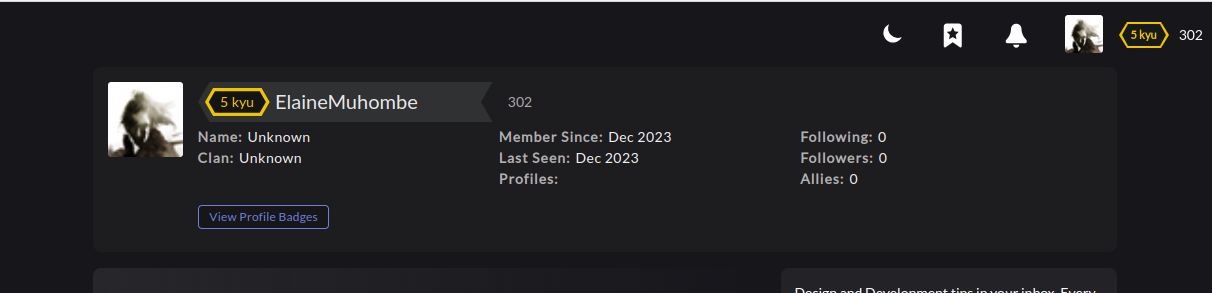 5 kyu 302
5 kyu ElaineMuhombe 302
Name: Unknown Member Since: Dec 2023 Following: 0
Clan: Unknown Last Seen: Dec 2023 Followers: 0
Profiles: Allies: 0
View Profile Badges
Design and Development tips in your inbox. Every